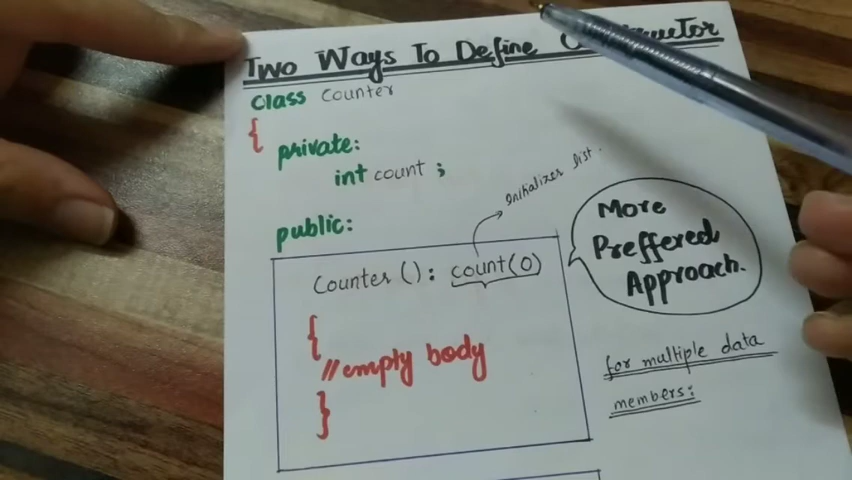 Two Ways To Define
class Counter
{
private:
int count ;
public:
Initializer list.
Counter (): count(0)
{
//empty body
}
More
Preffered
Approach.
for multiple data
members: